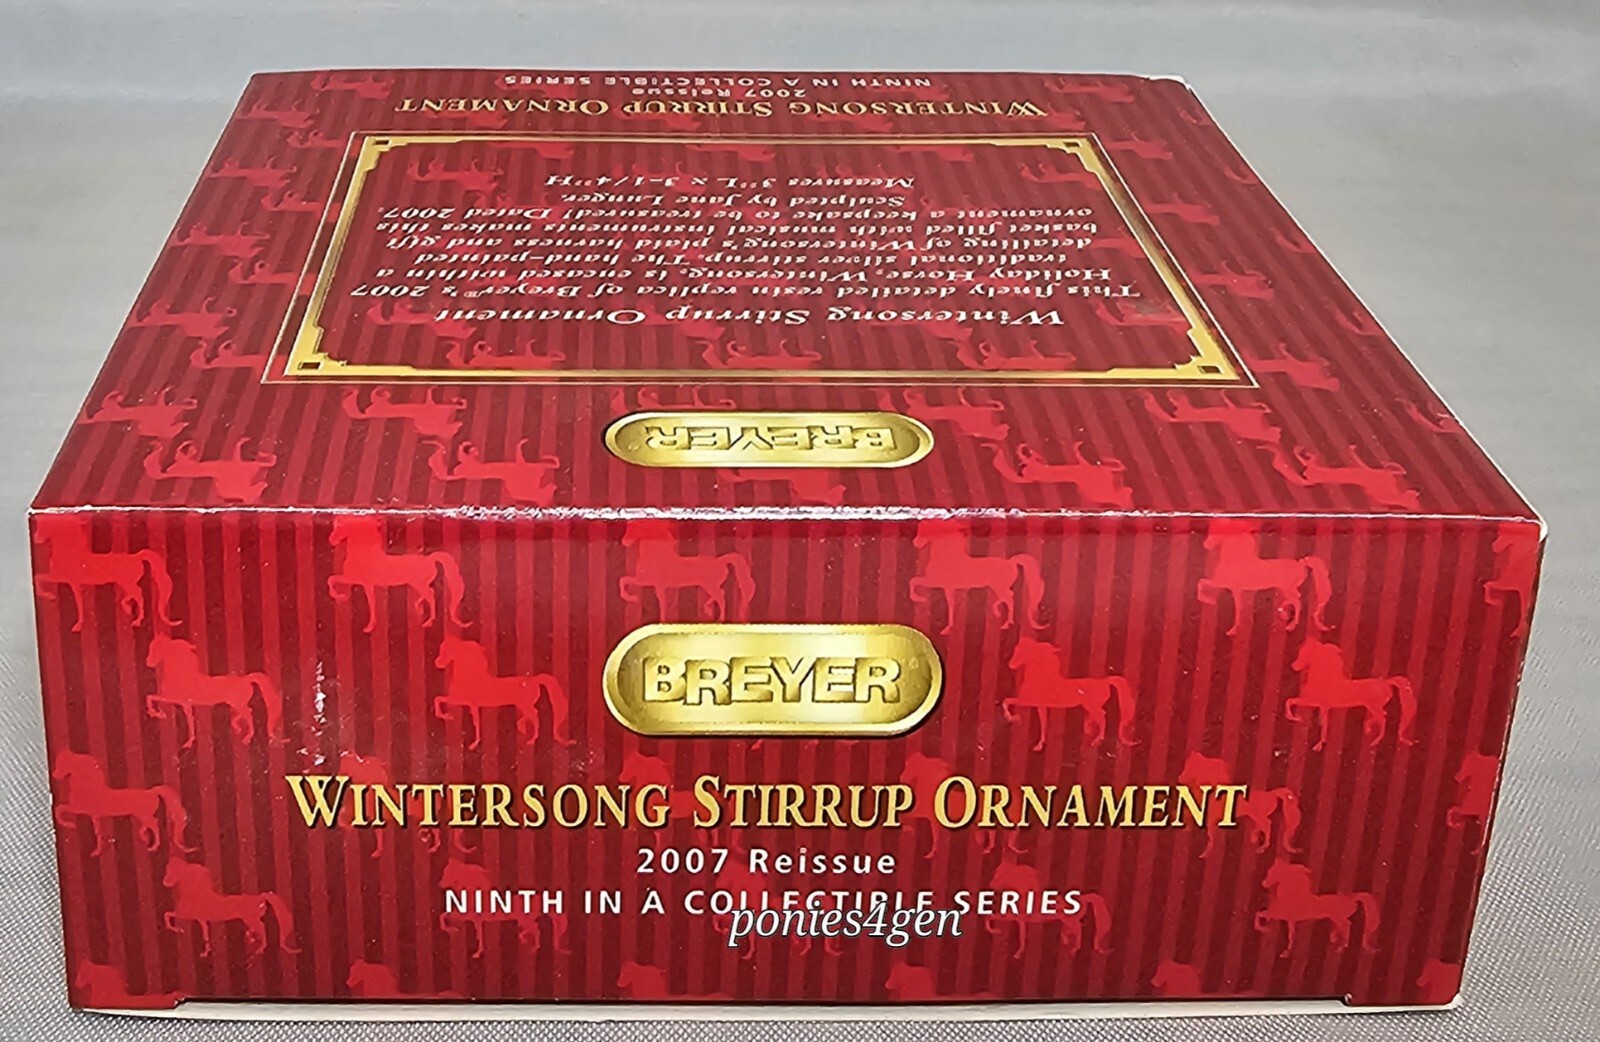 BREYER
WINTERSONG STIRRUP ORNAMENT
2007 Reissue
NINTH IN A COLLECTIBLE SERIES
ponies4gen
BREYER
Wintersong Stirrup Ornament
This finely detailed resin replica of Breyer®'s 2007
Holiday Horse, Wintersong, is encased within a
traditional silver stirrup. The hand-painted
detailing of Wintersong's plaid harness and gift
basket filled with musical instruments makes this
ornament a keepsake to be treasured! Dated 2007.
Sculpted by Jane Lunger.
Measures 3"L x 3-1/4"H
WINTERSONG STIRRUP ORNAMENT
2007 Reissue
NINTH IN A COLLECTIBLE SERIES